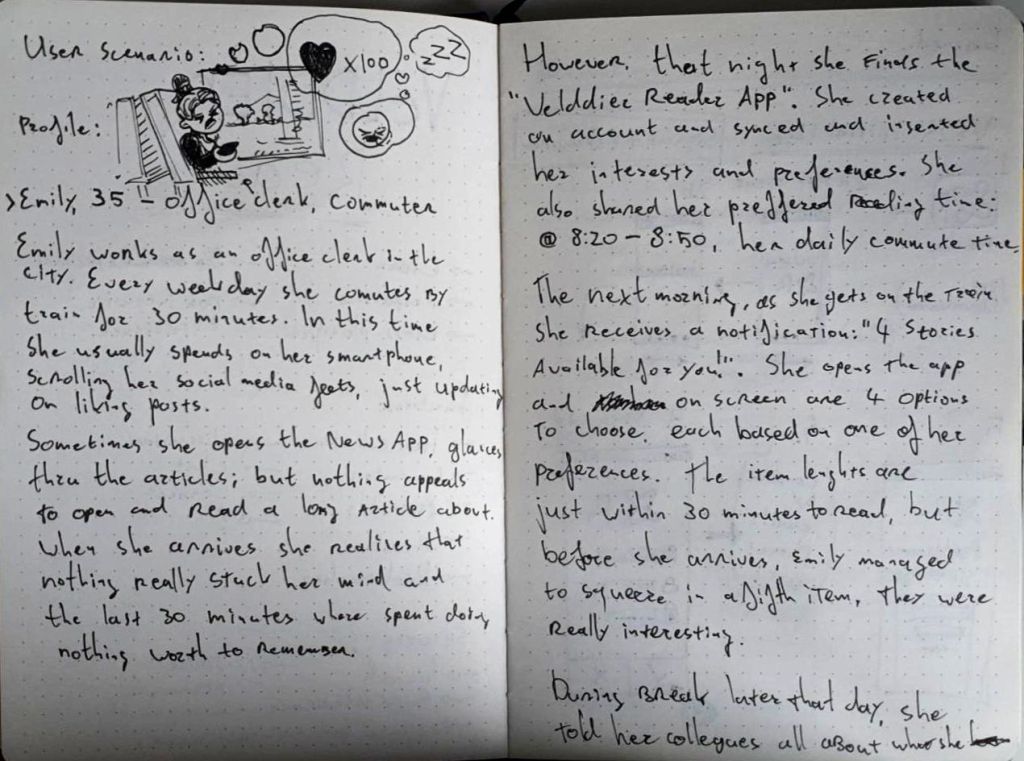 User Scenario:
x100
zzz
Profile:
> Emily, 35 – office clerk, Commuter
Emily works as an office clerk in the
city. Every weekday she comutes by
train for 30 minutes. In this time
she usually spends on her smartphone,
scrolling her social media feets, just updating
on liking posts.
Sometimes she opens the News App, glances
thru the articles; but nothing appeals
to open and read a long article about.
When she arrives she realizes that
nothing really stuck her mind and
the last 30 minutes where spent doing
nothing worth to remember.
However, that night she finds the
"Velddier Reader App". She created
an account and synced and inserted
her interests and preferences. She
also shared her preffered reading time:
@ 8:20 – 8:50, her daily commute time.
The next morning, as she gets on the train
she receives a notification: "4 Stories
Available for you!". She opens the app
and on screen are 4 options
to choose, each based on one of her
preferences. The item lenghts are
just within 30 minutes to read, but
before she arrives, Emily managed
to squeeze in a fifth item, they were
really interesting.
During break later that day, she
told her collegues all about what she